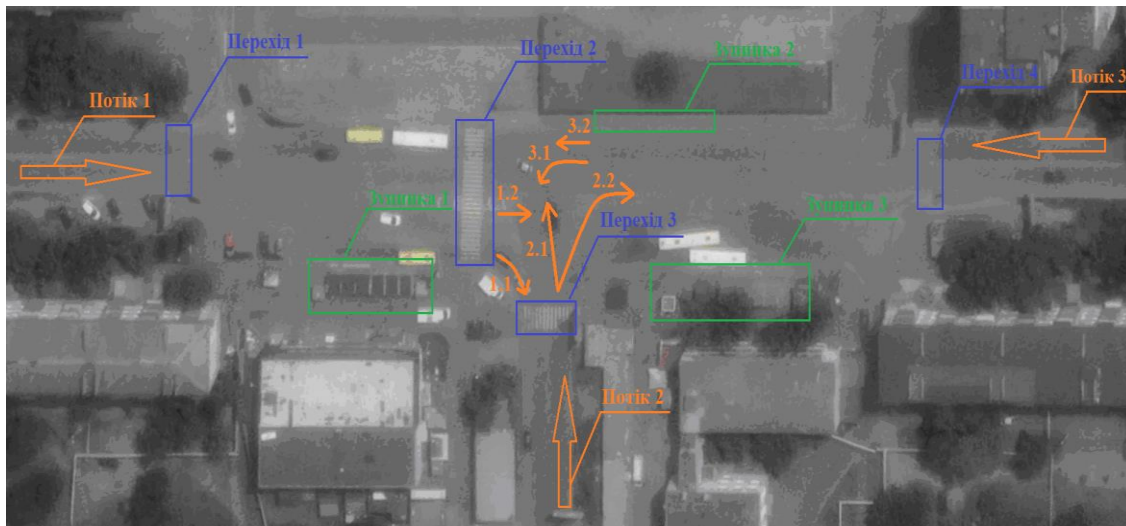 Перехід 1
Перехід 2
Зупинка 2
Перехід 4
Потік 3
Потік 1
3.2
3.1
2.2
Зупинка 1
1.2
Зупинка 3
Перехід 3
2.1
1.1
Потік 2